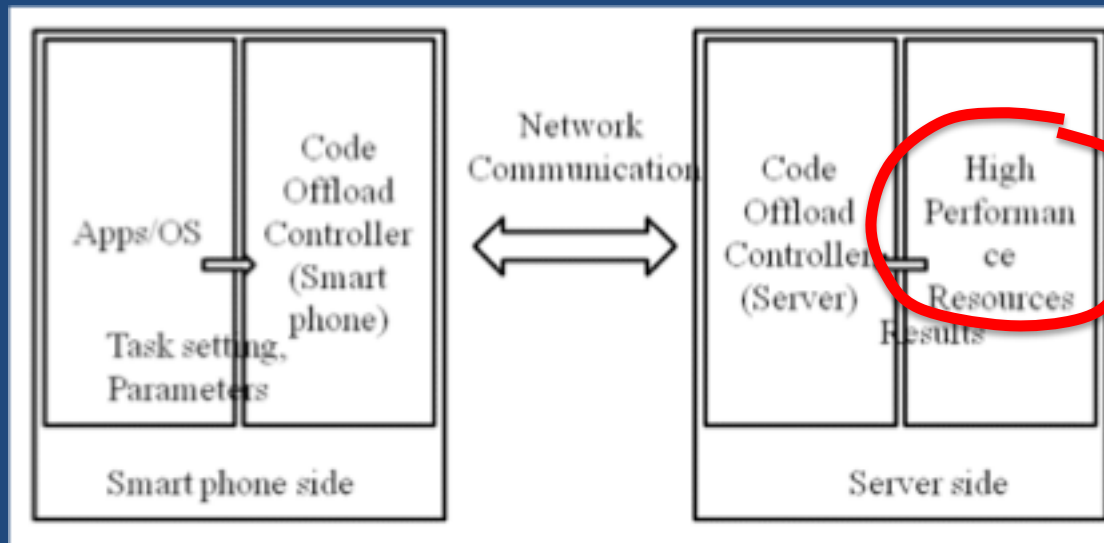 Apps/OS
Task setting,
Parameters
Code
Offload
Controller
(Smart
phone)
Smart phone side
Network
Communication
Code
Offload
Controller
(Server)
High
Performan
ce
Resources
Results
Server side